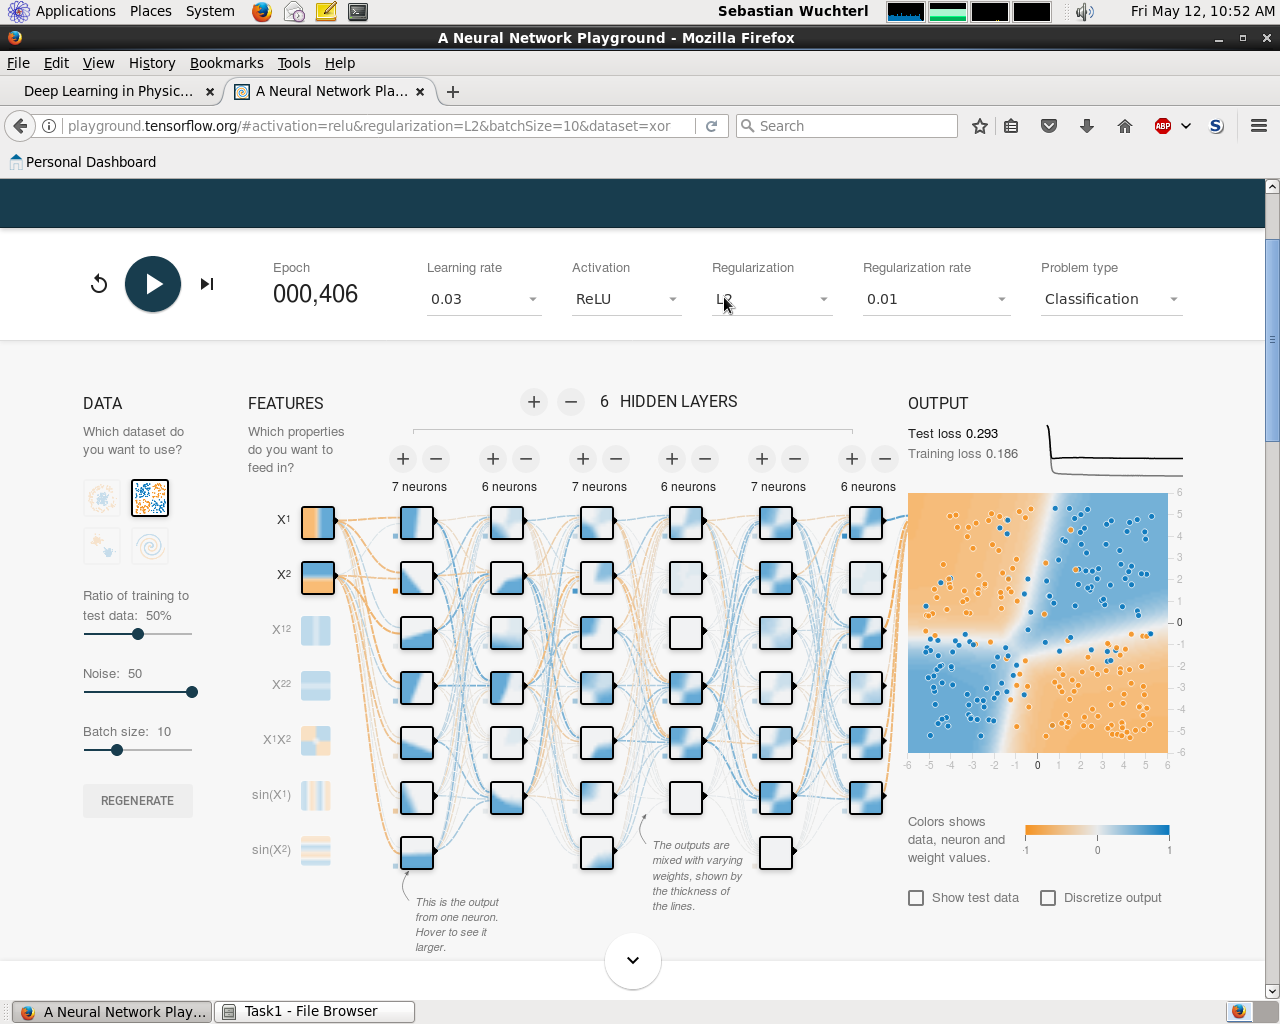 Applications Places System Sebastian Wuchterl Fri May 12, 10:52 AM
A Neural Network Playground - Mozilla Firefox
File Edit View History Bookmarks Tools Help
Deep Learning in Physic... A Neural Network Pla...
playground.tensorflow.org/#activation=relu&regularization=L2&batchSize=10&dataset=xor Search ABP S
Personal Dashboard
Epoch
000,406
Learning rate
0.03
Activation
ReLU
Regularization
L2
Regularization rate
0.01
Problem type
Classification
DATA
Which dataset do
you want to use?
Ratio of training to
test data: 50%
Noise: 50
Batch size: 10
REGENERATE
FEATURES
Which properties
do you want to
feed in?
X1
X2
X12
X22
X1X2
sin(X1)
sin(X2)
+ − 6 HIDDEN LAYERS
+ − + − + − + − + − + −
7 neurons 6 neurons 7 neurons 6 neurons 7 neurons 6 neurons
This is the output
from one neuron.
Hover to see it
larger.
The outputs are
mixed with varying
weights, shown by
the thickness of
the lines.
OUTPUT
Test loss 0.293
Training loss 0.186
6
5
4
3
2
1
0
-1
-2
-3
-4
-5
-6
-6 -5 -4 -3 -2 -1 0 1 2 3 4 5 6
Colors shows
data, neuron and
weight values.
-1 0 1
Show test data Discretize output
A Neural Network Play... Task1 - File Browser